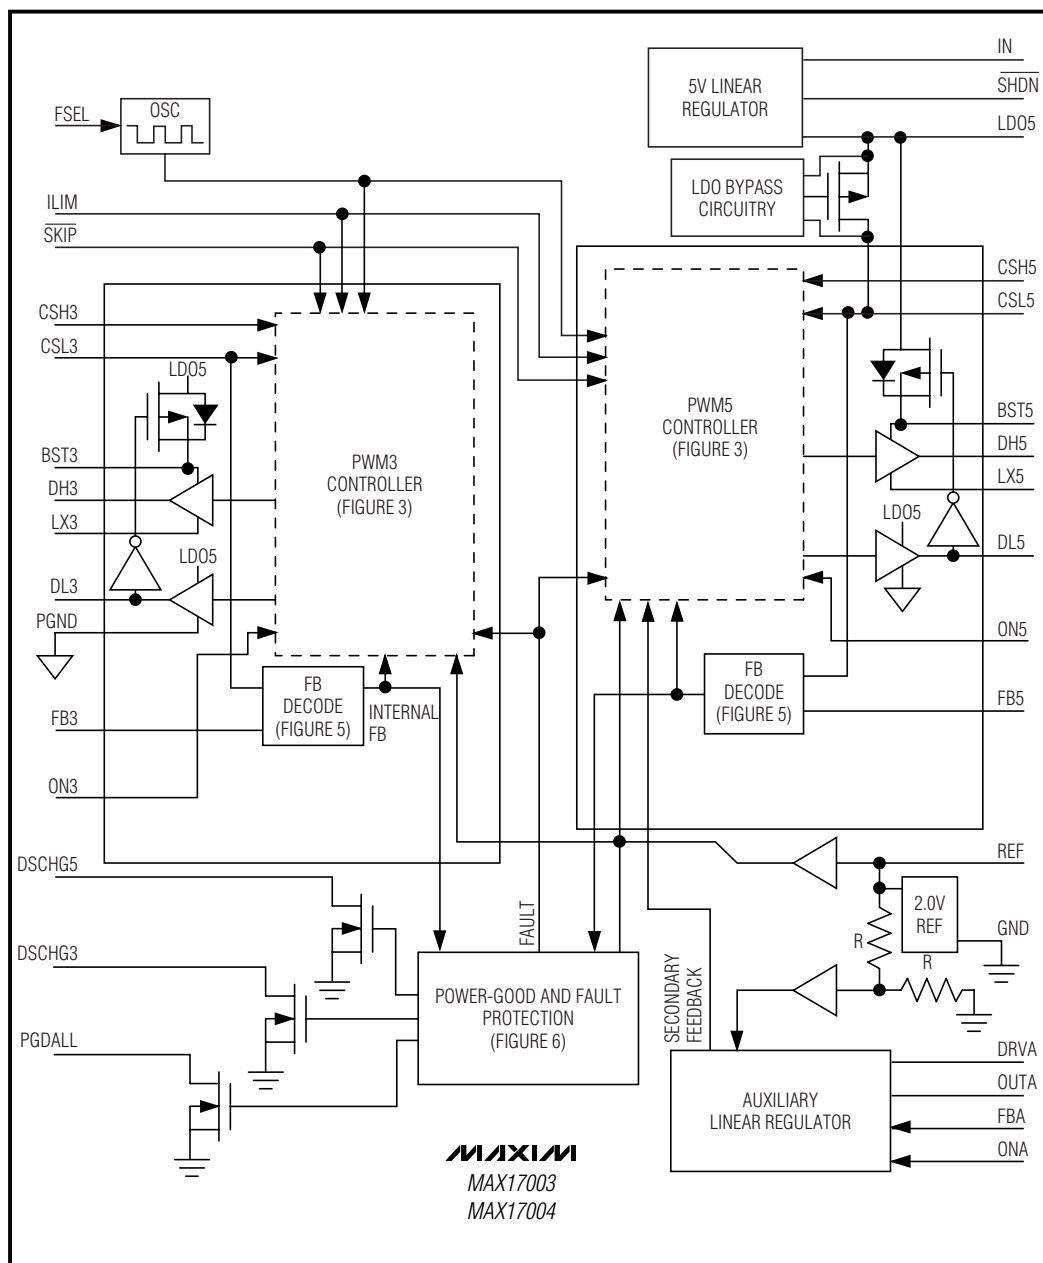 IN
5V LINEAR
REGULATOR
SHDN
LDO5
FSEL
OSC
LDO BYPASS
CIRCUITRY
ILIM
SKIP
CSH5
CSL5
CSH3
CSL3
LDO5
PWM3
CONTROLLER
(FIGURE 3)
PWM5
CONTROLLER
(FIGURE 3)
BST5
DH5
LX5
BST3
DH3
LX3
LDO5
LDO5
DL5
DL3
PGND
ON5
FB
DECODE
(FIGURE 5)
INTERNAL
FB
FB
DECODE
(FIGURE 5)
FB5
FB3
ON3
DSCHG5
REF
2.0V
REF
GND
R
R
FAULT
DSCHG3
SECONDARY
FEEDBACK
POWER-GOOD AND FAULT
PROTECTION
(FIGURE 6)
PGDALL
AUXILIARY
LINEAR REGULATOR
DRVA
OUTA
FBA
ONA
MAXIM
MAX17003
MAX17004